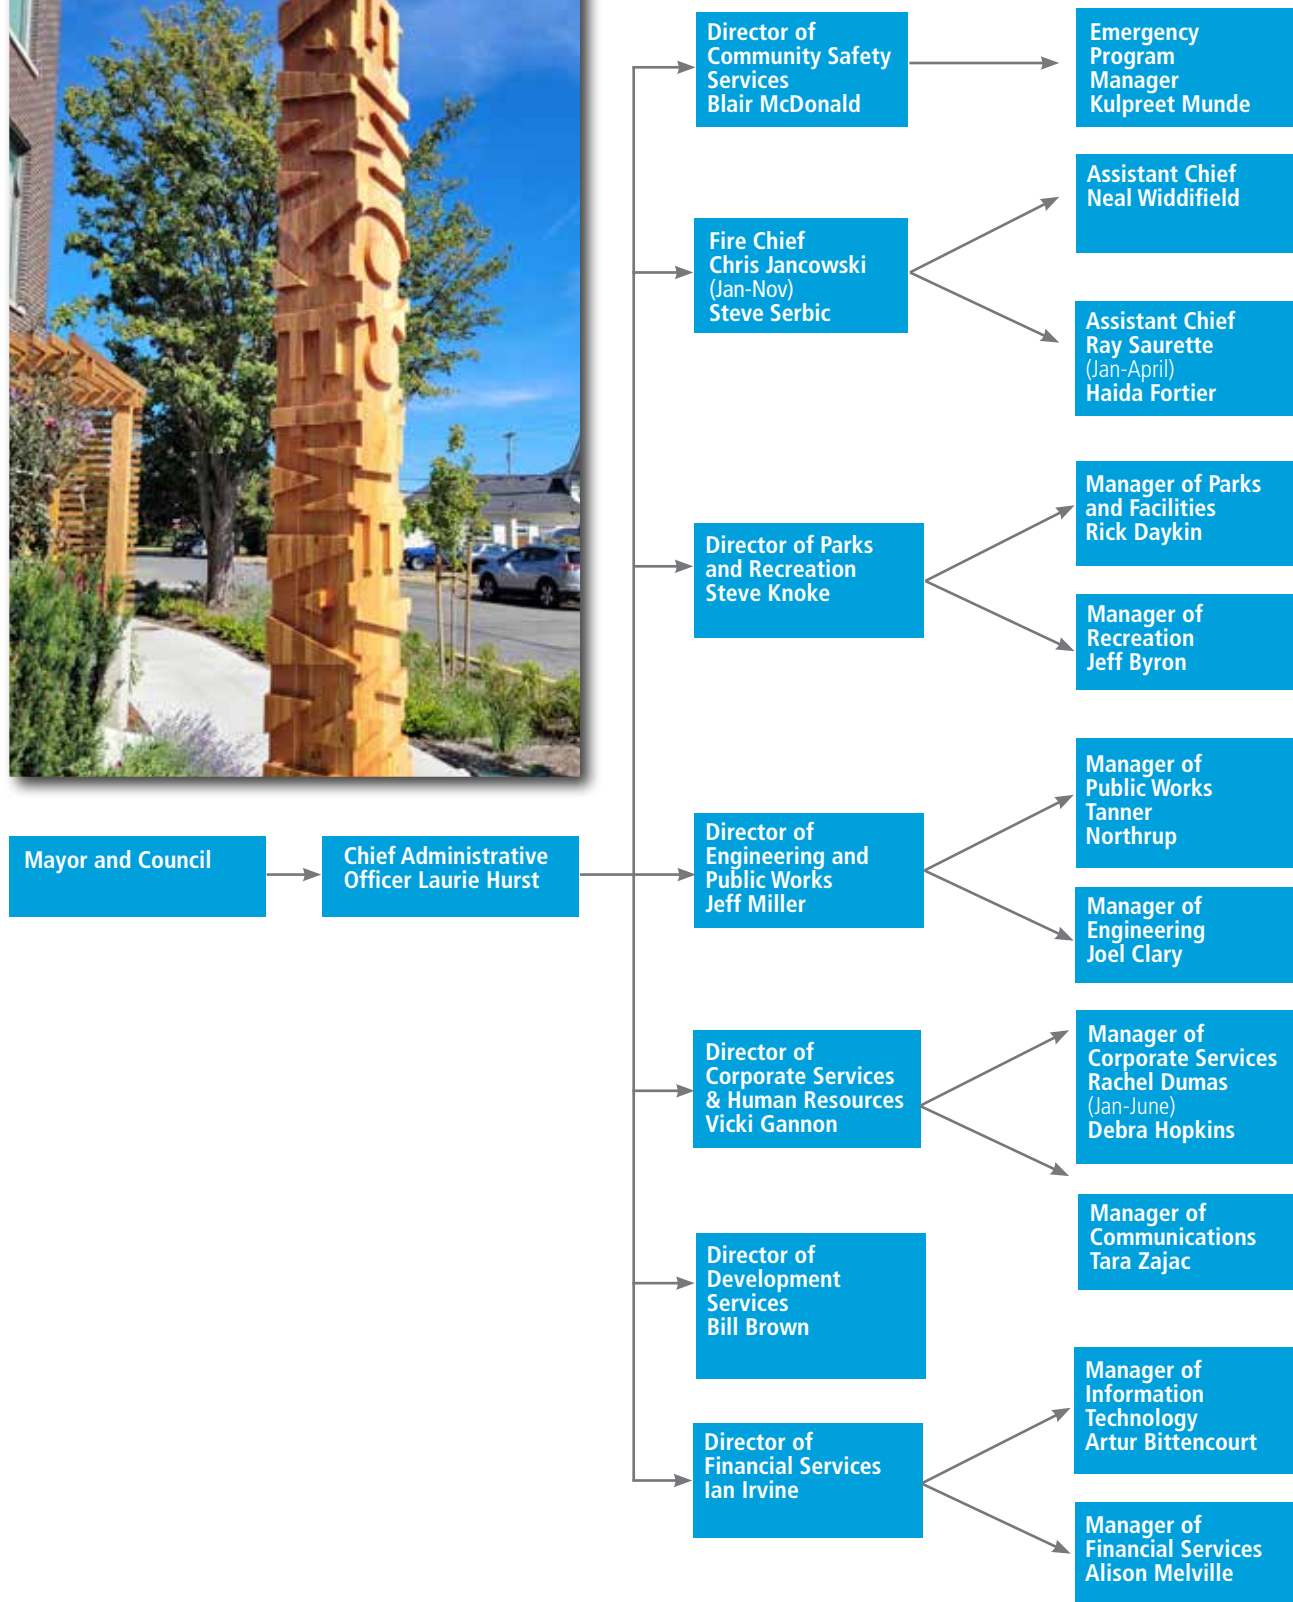 Director of
Community Safety
Services
Blair McDonald
Emergency
Program
Manager
Kulpreet Munde
Assistant Chief
Neal Widdifield
Fire Chief
Chris Jancowski
(Jan-Nov)
Steve Serbic
Assistant Chief
Ray Saurette
(Jan-April)
Haida Fortier
Manager of Parks
and Facilities
Rick Daykin
Director of Parks
and Recreation
Steve Knoke
Manager of
Recreation
Jeff Byron
Manager of
Public Works
Tanner
Northrup
Mayor and Council
Chief Administrative
Officer Laurie Hurst
Director of
Engineering and
Public Works
Jeff Miller
Manager of
Engineering
Joel Clary
Director of
Corporate Services
& Human Resources
Vicki Gannon
Manager of
Corporate Services
Rachel Dumas
(Jan-June)
Debra Hopkins
Manager of
Communications
Tara Zajac
Director of
Development
Services
Bill Brown
Manager of
Information
Technology
Artur Bittencourt
Director of
Financial Services
Ian Irvine
Manager of
Financial Services
Alison Melville